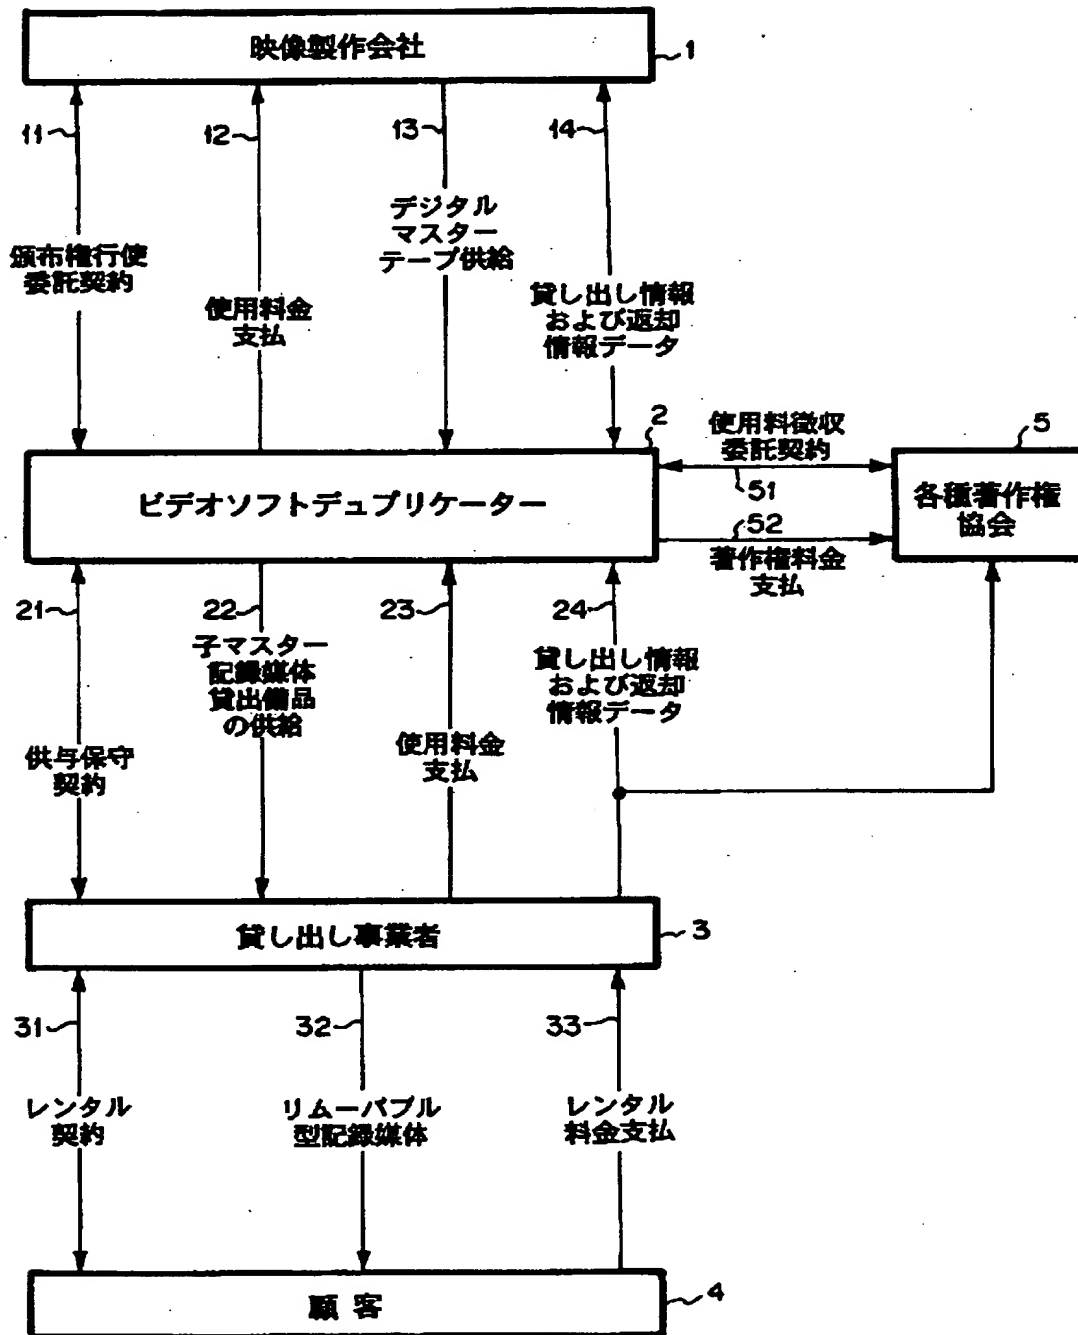 映像製作会社
1
11
12
13
14
頒布権行使
委託契約
使用料金
支払
デジタル
マスター
テープ供給
貸し出し情報
および返却
情報データ
2
ビデオソフトデュプリケーター
使用料徴収
委託契約
51
52
著作権料金
支払
5
各種著作権
協会
21
22
23
24
供与保守
契約
子マスター
記録媒体
貸出備品
の供給
使用料金
支払
貸し出し情報
および返却
情報データ
貸し出し事業者
3
31
32
33
レンタル
契約
リムーバブル
型記録媒体
レンタル
料金支払
顧客
4